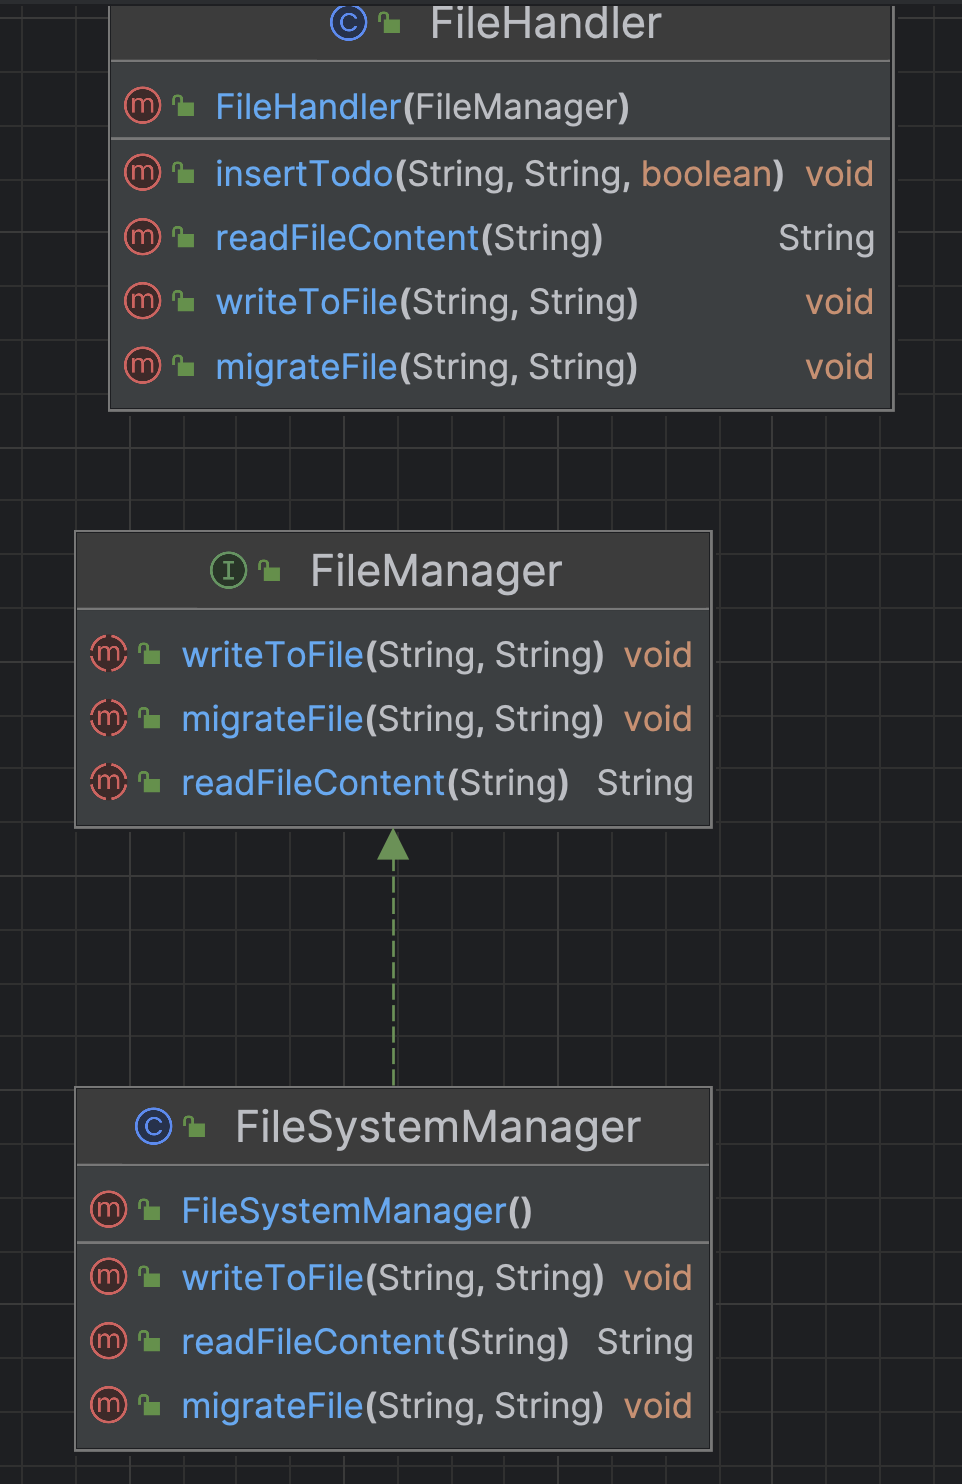 FileHandler
FileHandler(FileManager)
insertTodo(String, String, boolean) void
readFileContent(String) String
writeToFile(String, String) void
migrateFile(String, String) void
FileManager
writeToFile(String, String) void
migrateFile(String, String) void
readFileContent(String) String
FileSystemManager
FileSystemManager()
writeToFile(String, String) void
readFileContent(String) String
migrateFile(String, String) void